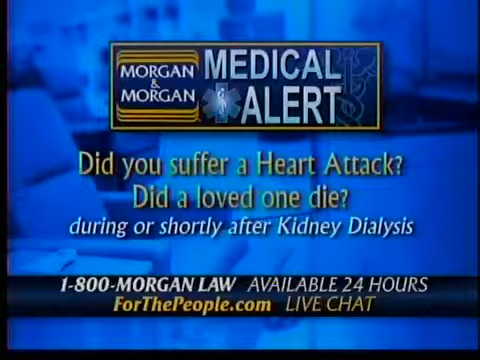 MORGAN
&
MORGAN
MEDICAL
ALERT
Did you suffer a Heart Attack?
Did a loved one die?
during or shortly after Kidney Dialysis
1-800-MORGAN LAW AVAILABLE 24 HOURS
ForThePeople.com LIVE CHAT